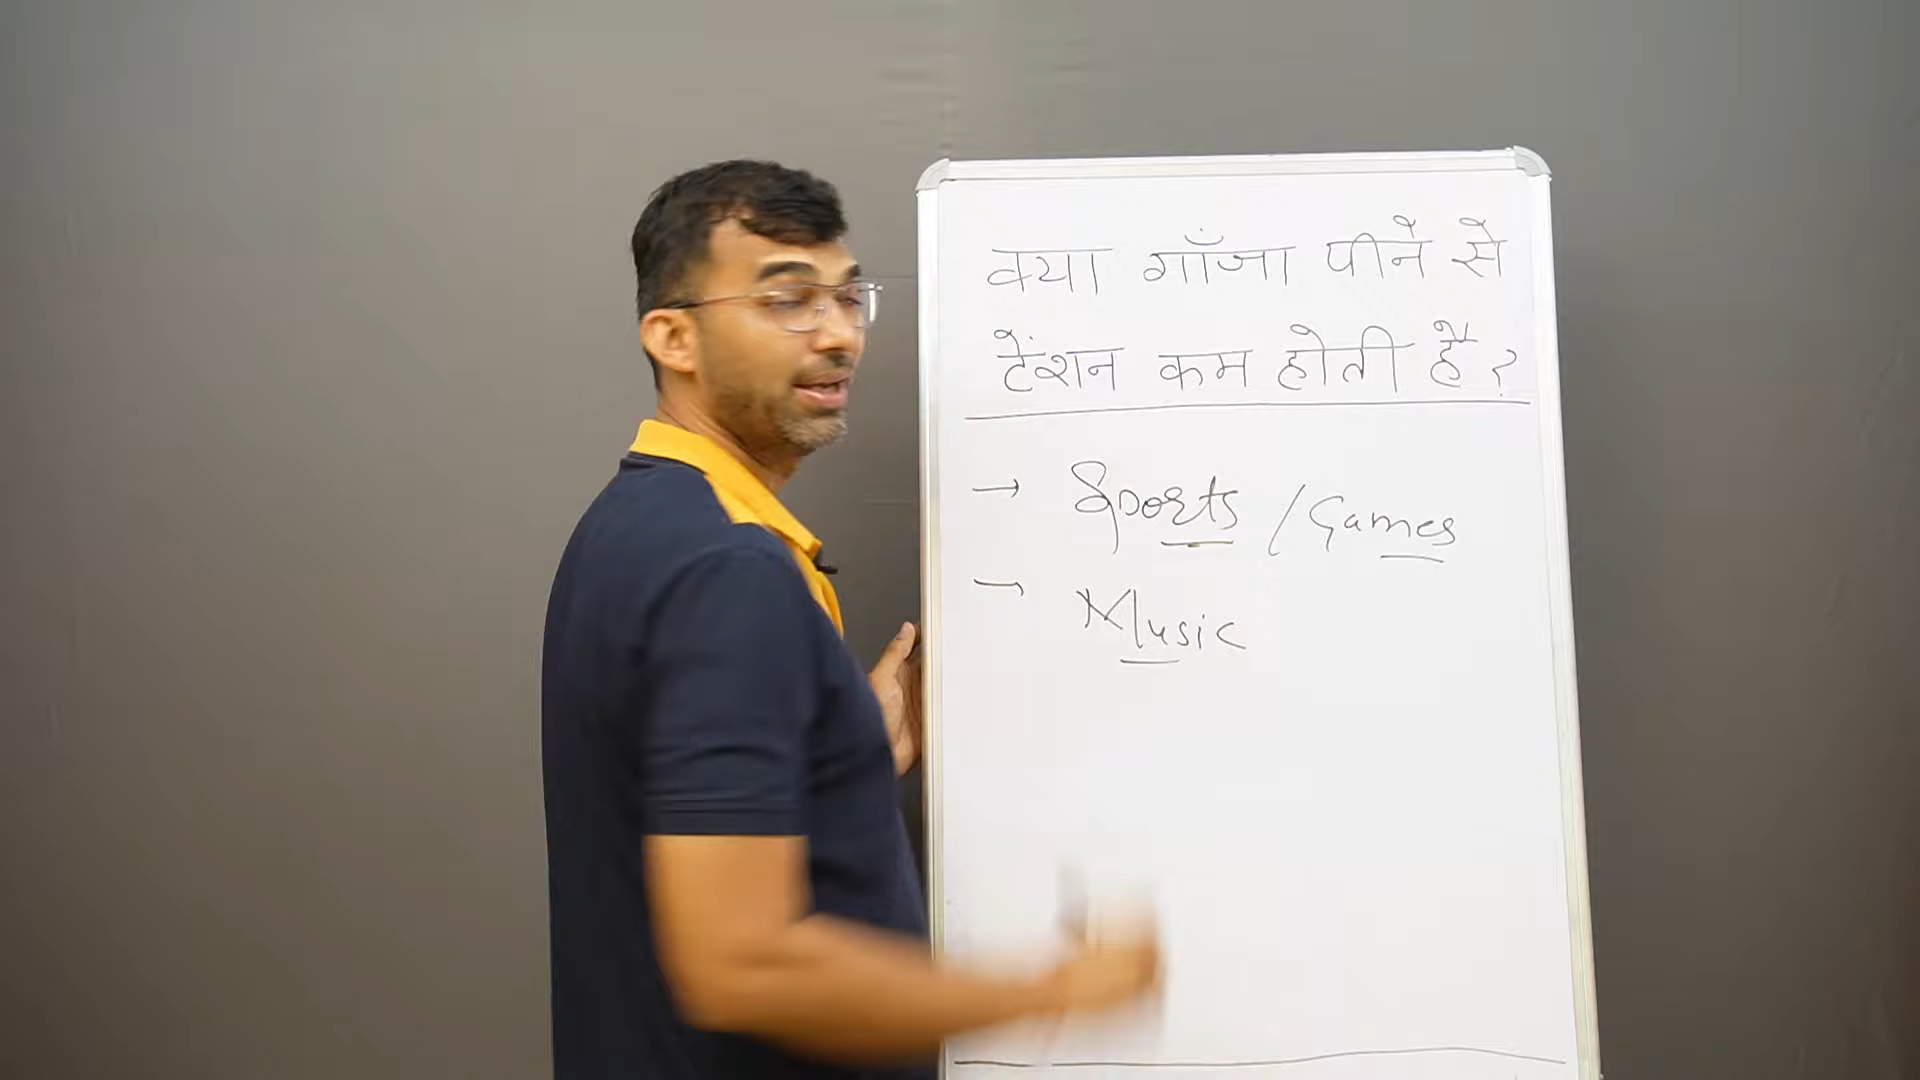 क्या गाँजा पीने से
टेंशन कम होती है?
→ Sports / Games
→ Music